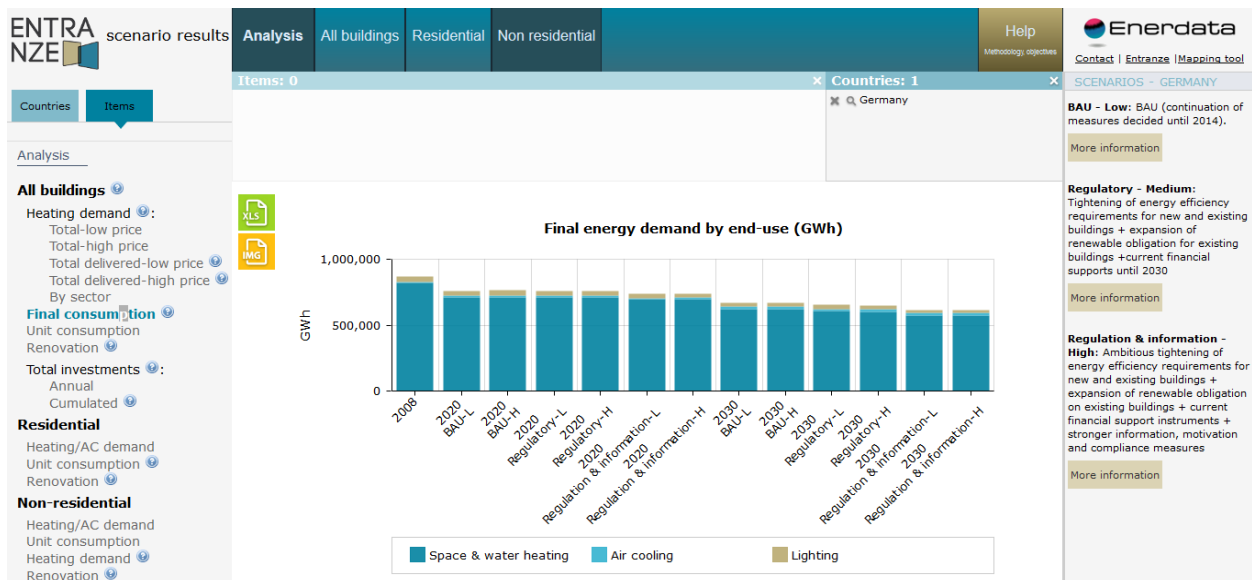 ENTRA
NZE
scenario results
Analysis
All buildings
Residential
Non residential
Help
Methodology, objectives
Enerdata
Contact | Entranze |Mapping tool
Countries
Items
Items: 0
×
Countries: 1
×
Germany
Analysis
All buildings ?
Heating demand ?:
Total-low price
Total-high price
Total delivered-low price ?
Total delivered-high price ?
By sector
Final consumption ?
Unit consumption
Renovation ?
Total investments ?:
Annual
Cumulated ?
Residential
Heating/AC demand
Unit consumption ?
Renovation ?
Non-residential
Heating/AC demand
Unit consumption
Heating demand ?
Renovation ?
XLS
IMG
Final energy demand by end-use (GWh)
GWh
1,000,000
500,000
0
2008
2020
BAU-L
2020
BAU-H
2020
Regulatory-L
2020
Regulatory-H
2020
Regulation & information-L
2020
Regulation & information-H
2030
BAU-L
2030
BAU-H
2030
Regulatory-L
2030
Regulatory-H
2030
Regulation & information-L
2030
Regulation & information-H
Space & water heating
Air cooling
Lighting
SCENARIOS - GERMANY
BAU - Low: BAU (continuation of
measures decided until 2014).
More information
Regulatory - Medium:
Tightening of energy efficiency
requirements for new and existing
buildings + expansion of
renewable obligation for existing
buildings +current financial
supports until 2030
More information
Regulation & information -
High: Ambitious tightening of
energy efficiency requirements for
new and existing buildings +
expansion of renewable obligation
on existing buildings + current
financial support instruments +
stronger information, motivation
and compliance measures
More information